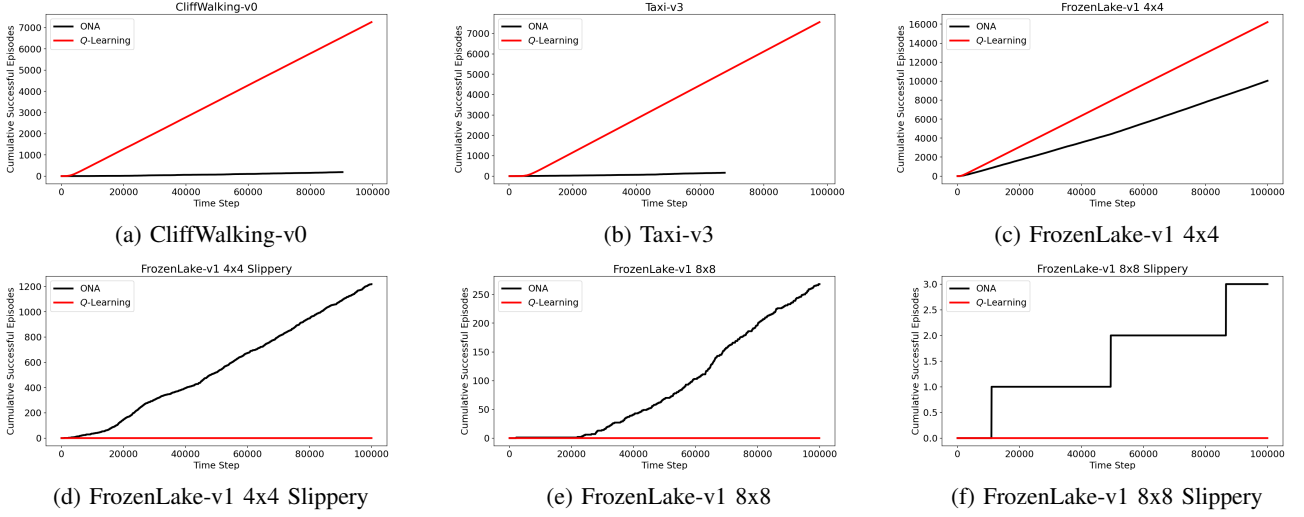 CliffWalking-v0
Cumulative Successful Episodes
7000
6000
5000
4000
3000
2000
1000
0
ONA
Q-Learning
0 20000 40000 60000 80000 100000
Time Step
(a) CliffWalking-v0
Taxi-v3
Cumulative Successful Episodes
7000
6000
5000
4000
3000
2000
1000
0
ONA
Q-Learning
0 20000 40000 60000 80000 100000
Time Step
(b) Taxi-v3
FrozenLake-v1 4x4
Cumulative Successful Episodes
16000
14000
12000
10000
8000
6000
4000
2000
0
ONA
Q-Learning
0 20000 40000 60000 80000 100000
Time Step
(c) FrozenLake-v1 4x4
FrozenLake-v1 4x4 Slippery
Cumulative Successful Episodes
1200
1000
800
600
400
200
0
ONA
Q-Learning
0 20000 40000 60000 80000 100000
Time Step
(d) FrozenLake-v1 4x4 Slippery
FrozenLake-v1 8x8
Cumulative Successful Episodes
250
200
150
100
50
0
ONA
Q-Learning
0 20000 40000 60000 80000 100000
Time Step
(e) FrozenLake-v1 8x8
FrozenLake-v1 8x8 Slippery
Cumulative Successful Episodes
3.0
2.5
2.0
1.5
1.0
0.5
0.0
ONA
Q-Learning
0 20000 40000 60000 80000 100000
Time Step
(f) FrozenLake-v1 8x8 Slippery